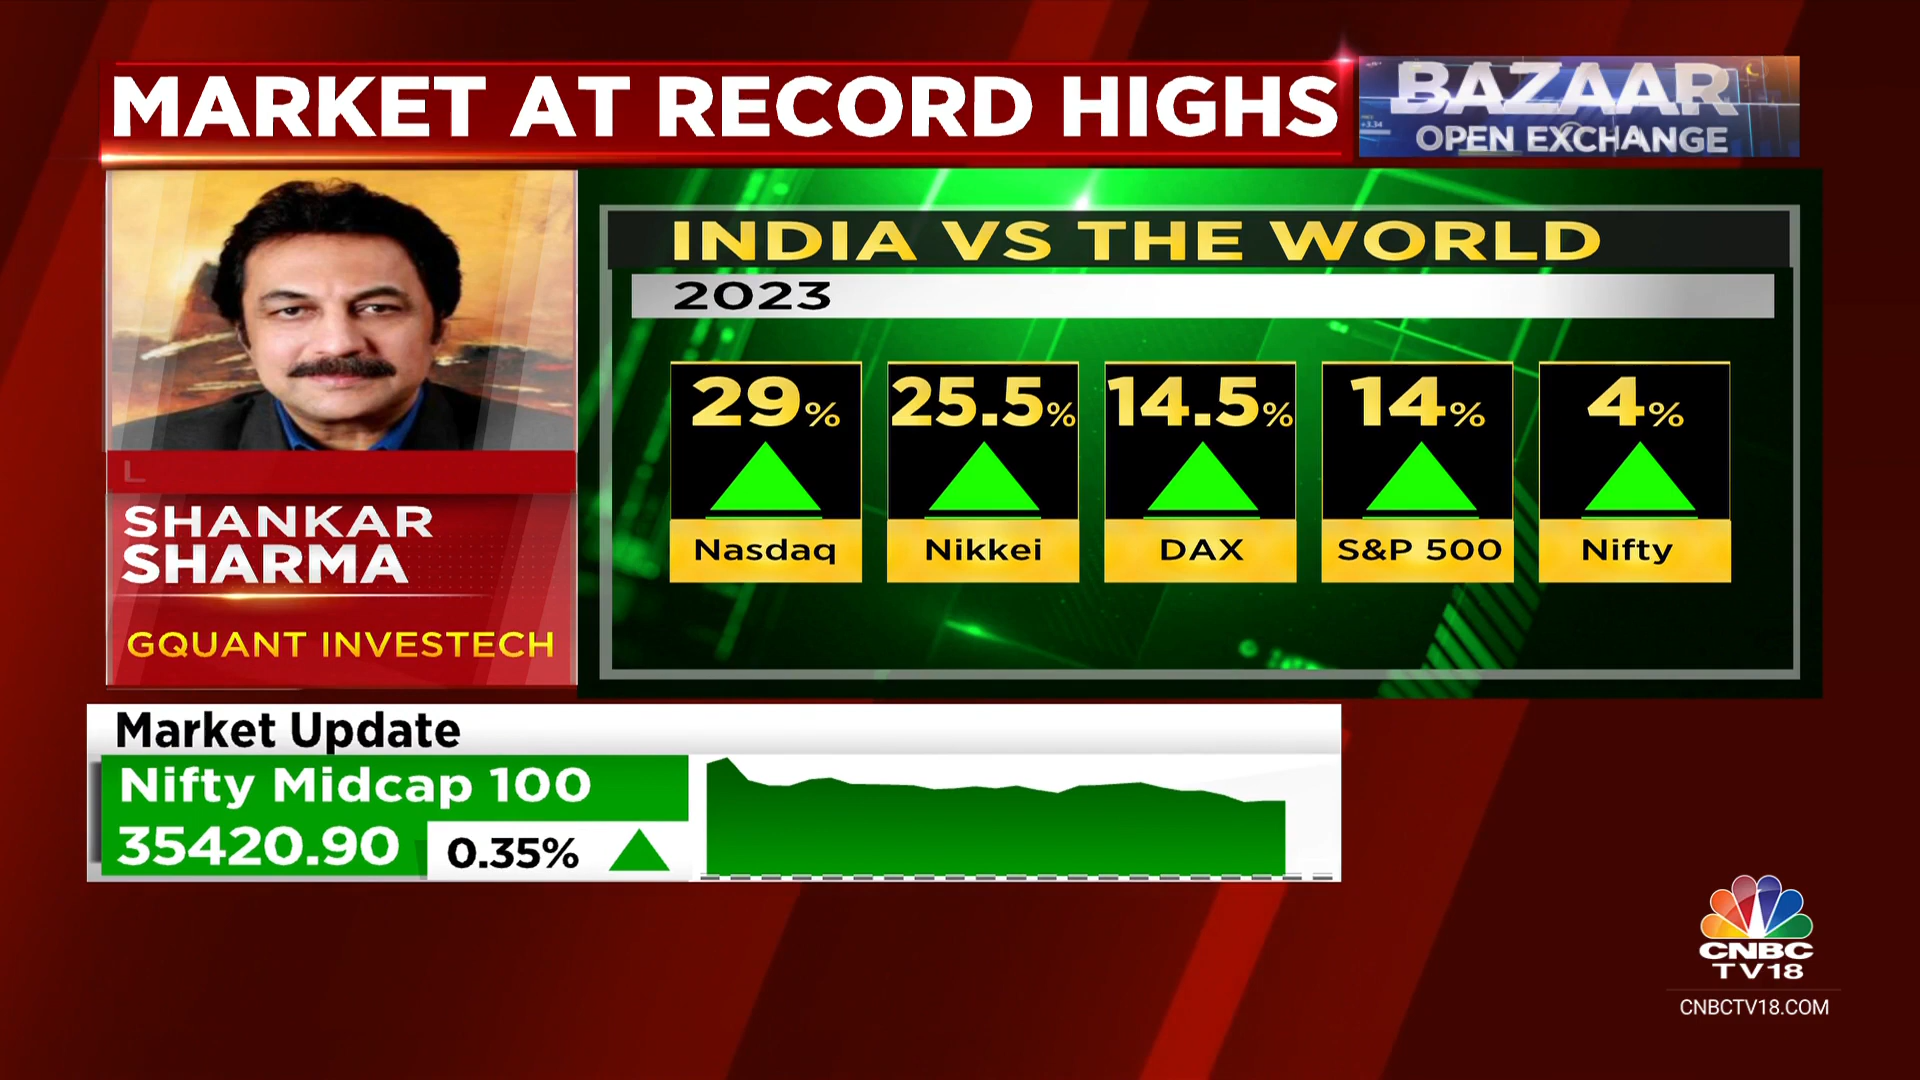 MARKET AT RECORD HIGHS
BAZAAR
OPEN EXCHANGE
+3.34
INDIA VS THE WORLD
2023
29%
25.5%
14.5%
14%
4%
Nasdaq
Nikkei
DAX
S&P 500
Nifty
L
SHANKAR
SHARMA
GQUANT INVESTECH
Market Update
Nifty Midcap 100
35420.90
0.35%
CNBC
TV18
CNBCTV18.COM